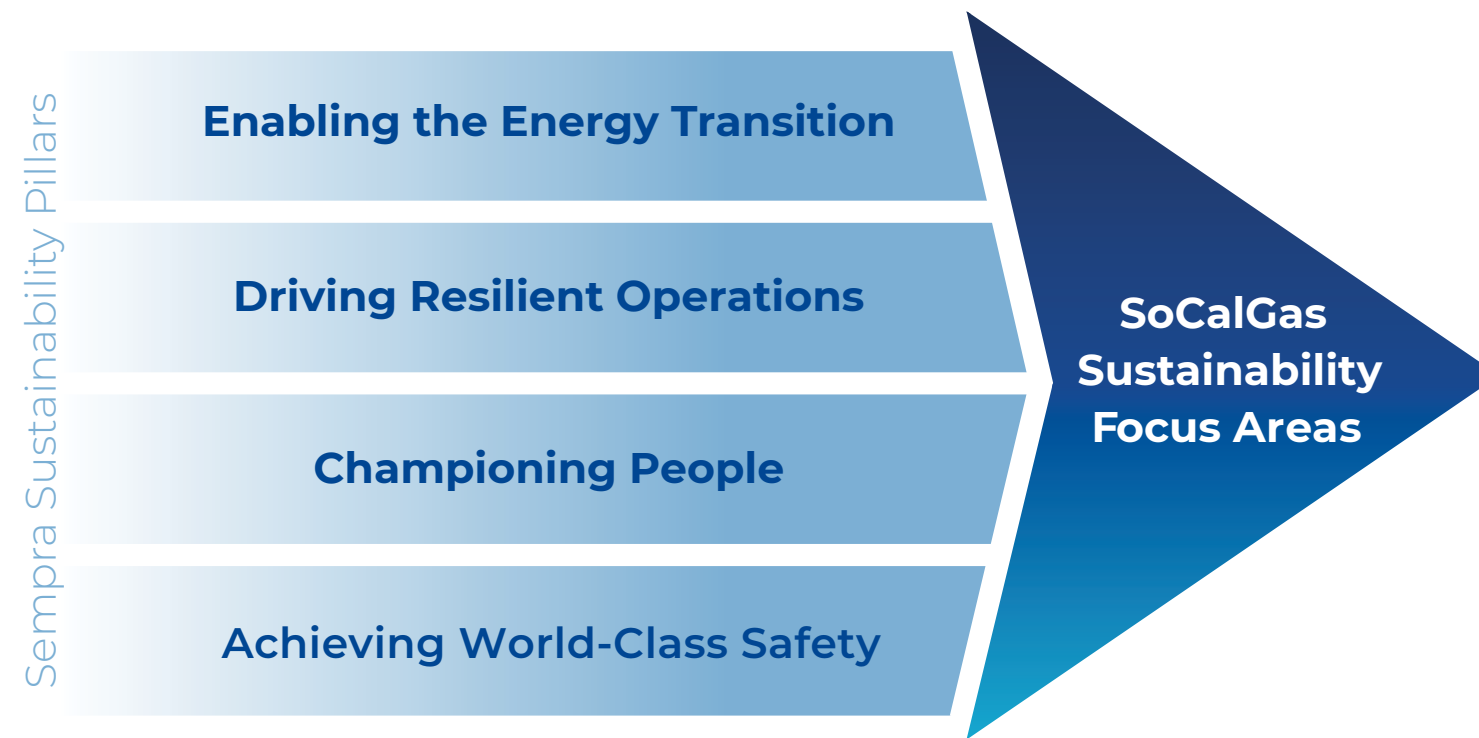 Sempra Sustainability Pillars
Enabling the Energy Transition
Driving Resilient Operations
Championing People
Achieving World-Class Safety
SoCalGas
Sustainability
Focus Areas